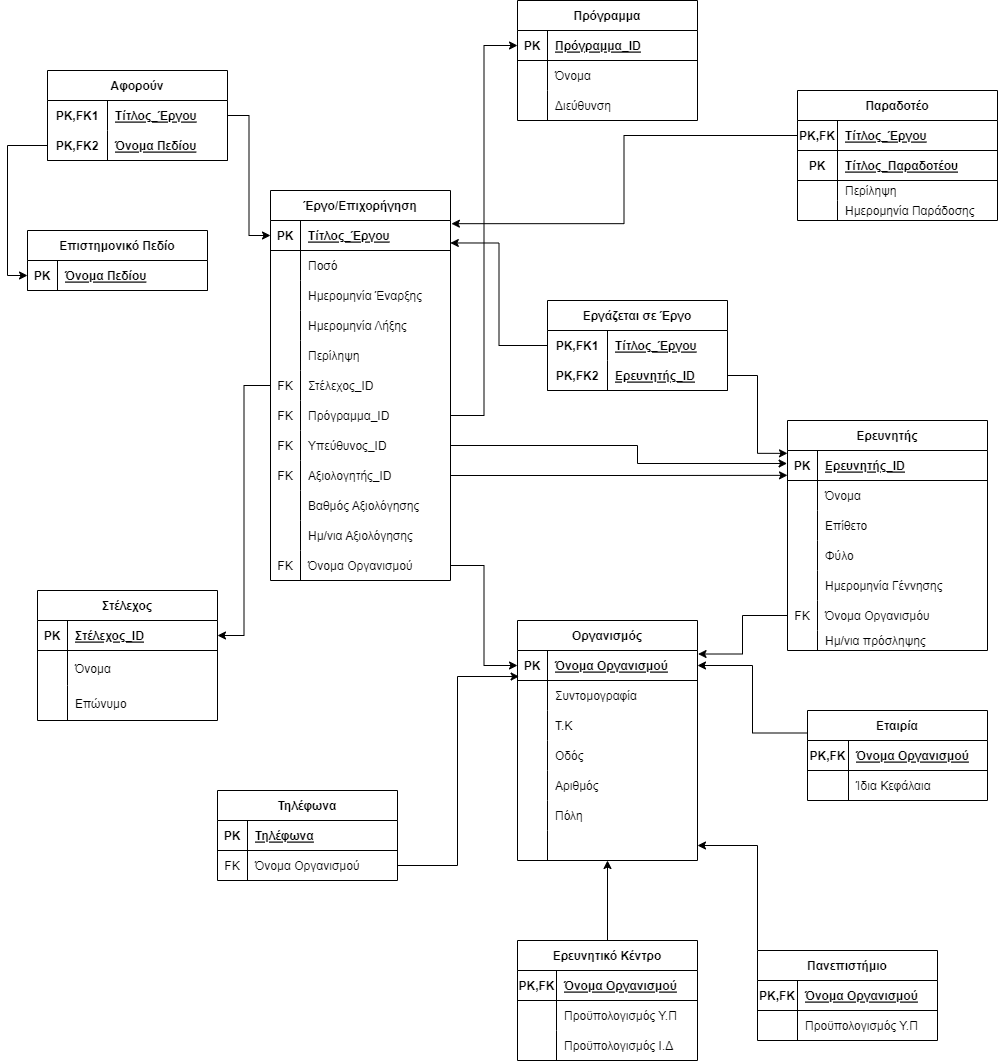 Πρόγραμμα
PK Πρόγραμμα_ID
Όνομα
Διεύθυνση
Αφορούν
PK,FK1 Τίτλος_Έργου
PK,FK2 Όνομα Πεδίου
Παραδοτέο
PK,FK Τίτλος_Έργου
PK Τίτλος_Παραδοτέου
Περίληψη
Ημερομηνία Παράδοσης
Επιστημονικό Πεδίο
PK Όνομα Πεδίου
Έργο/Επιχορήγηση
PK Τίτλος_Έργου
Ποσό
Ημερομηνία Έναρξης
Ημερομηνία Λήξης
Περίληψη
FK Στέλεχος_ID
FK Πρόγραμμα_ID
FK Υπεύθυνος_ID
FK Αξιολογητής_ID
Βαθμός Αξιολόγησης
Ημ/νια Αξιολόγησης
FK Όνομα Οργανισμού
Εργάζεται σε Έργο
PK,FK1 Τίτλος_Έργου
PK,FK2 Ερευνητής_ID
Ερευνητής
PK Ερευνητής_ID
Όνομα
Επίθετο
Φύλο
Ημερομηνία Γέννησης
FK Όνομα Οργανισμόυ
Ημ/νια πρόσληψης
Στέλεχος
PK Στέλεχος_ID
Όνομα
Επώνυμο
Οργανισμός
PK Όνομα Οργανισμού
Συντομογραφία
Τ.Κ
Οδός
Αριθμός
Πόλη
Εταιρία
PK,FK Όνομα Οργανισμού
Ίδια Κεφάλαια
Τηλέφωνα
PK Τηλέφωνα
FK Όνομα Οργανισμού
Ερευνητικό Κέντρο
PK,FK Όνομα Οργανισμού
Προϋπολογισμός Υ.Π
Προϋπολογισμός Ι.Δ
Πανεπιστήμιο
PK,FK Όνομα Οργανισμού
Προϋπολογισμός Υ.Π